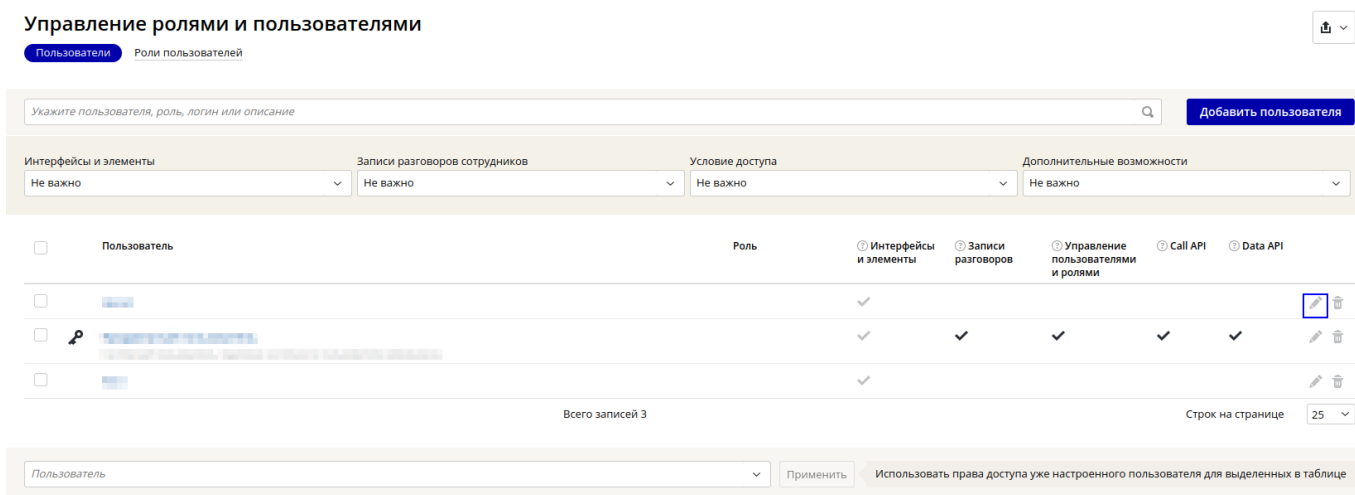 Управление ролями и пользователями
Пользователи Роли пользователей
Укажите пользователя, роль, логин или описание
Добавить пользователя
Интерфейсы и элементы Записи разговоров сотрудников Условие доступа Дополнительные возможности
Не важно Не важно Не важно Не важно
Пользователь Роль Интерфейсы и элементы Записи разговоров Управление пользователями и ролями Call API Data API
Всего записей 3 Строк на странице 25
Пользователь Применить Использовать права доступа уже настроенного пользователя для выделенных в таблице